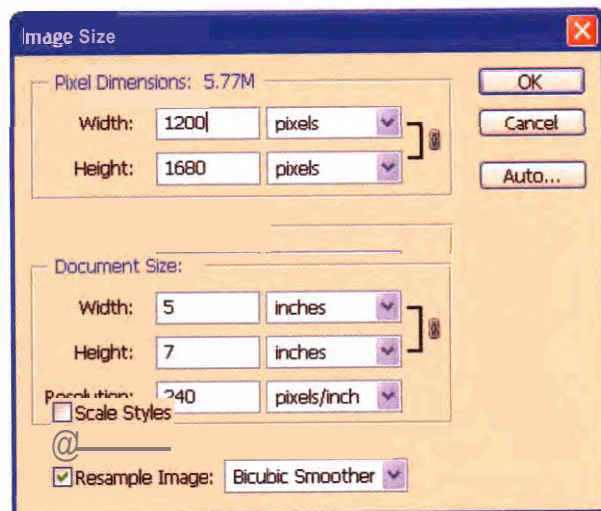 Image Size
Pixel Dimensions: 5.77M
OK
Width: 1200 pixels
Cancel
Height: 1680 pixels
Auto...
Document Size:
Width: 5 inches
Height: 7 inches
Resolution: 240 pixels/inch
Scale Styles
@
Resample Image: Bicubic Smoother